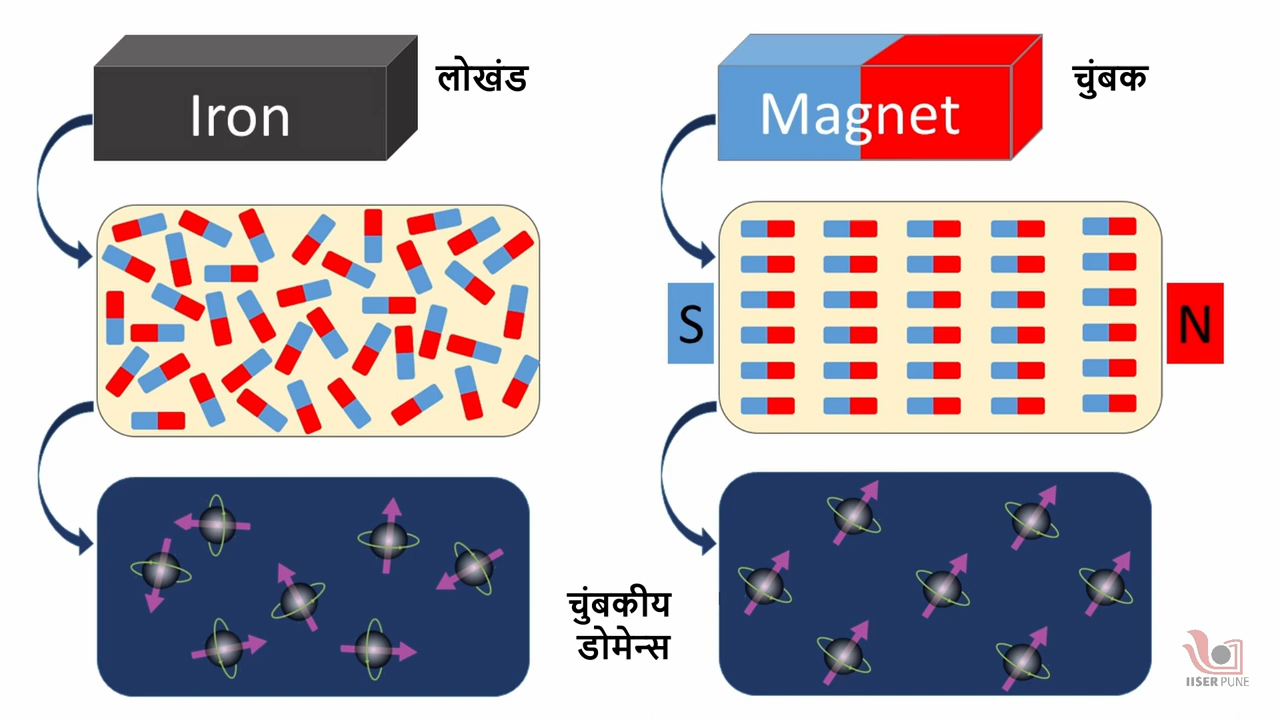 Iron
लोखंड
Magnet
चुंबक
S
N
चुंबकीय
डोमेन्स
IISER PUNE